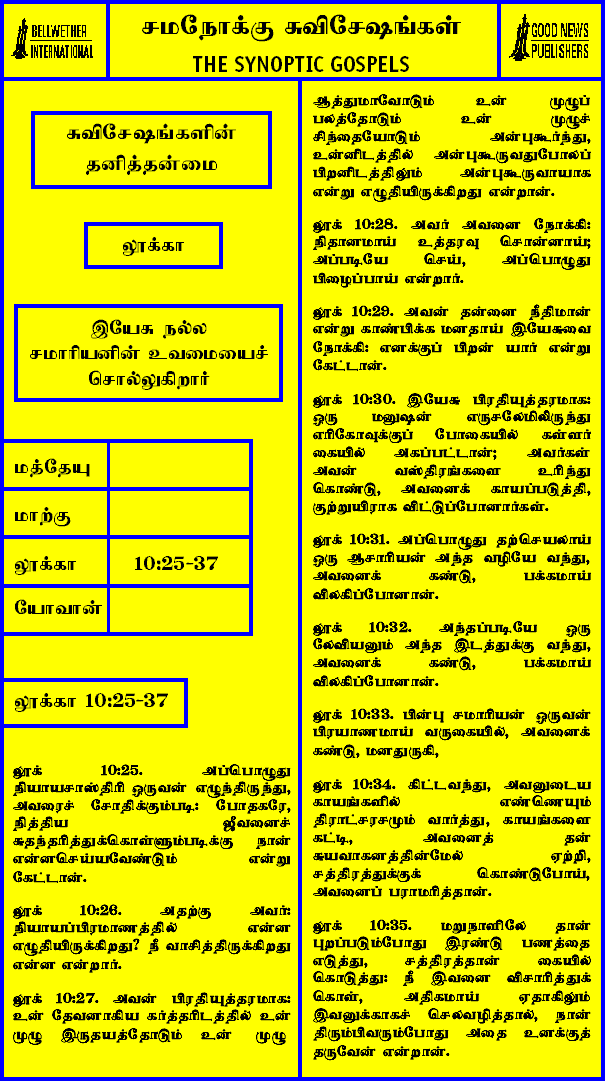 BELLWETHER
INTERNATIONAL
சமநோக்கு சுவிசேஷங்கள்
THE SYNOPTIC GOSPELS
GOOD NEWS
PUBLISHERS
சுவிசேஷங்களின்
தனித்தன்மை
லூக்கா
இயேசு நல்ல
சமாரியனின் உவமையைச்
சொல்லுகிறார்
மத்தேயு
மாற்கு
லூக்கா 10:25-37
யோவான்
லூக்கா 10:25-37
லூக் 10:25. அப்பொழுது
நியாயசாஸ்திரி ஒருவன் எழுந்திருந்து,
அவரைச் சோதிக்கும்படி: போதகரே,
நித்திய ஜீவனைச்
சுதந்தரித்துக்கொள்ளும்படிக்கு நான்
என்னசெய்யவேண்டும் என்று
கேட்டான்.
லூக் 10:26. அதற்கு அவர்:
நியாயப்பிரமாணத்தில் என்ன
எழுதியிருக்கிறது? நீ வாசித்திருக்கிறது
என்ன என்றார்.
லூக் 10:27. அவன் பிரதியுத்தரமாக:
உன் தேவனாகிய கர்த்தரிடத்தில் உன்
முழு இருதயத்தோடும் உன் முழு
ஆத்துமாவோடும் உன் முழுப்
பலத்தோடும் உன் முழுச்
சிந்தையோடும் அன்புகூர்ந்து,
உன்னிடத்தில் அன்புகூருவதுபோலப்
பிறனிடத்திலும் அன்புகூருவாயாக
என்று எழுதியிருக்கிறது என்றான்.
லூக் 10:28. அவர் அவனை நோக்கி:
நிதானமாய் உத்தரவு சொன்னாய்;
அப்படியே செய், அப்பொழுது
பிழைப்பாய் என்றார்.
லூக் 10:29. அவன் தன்னை நீதிமான்
என்று காண்பிக்க மனதாய் இயேசுவை
நோக்கி: எனக்குப் பிறன் யார் என்று
கேட்டான்.
லூக் 10:30. இயேசு பிரதியுத்தரமாக:
ஒரு மனுஷன் எருசலேமிலிருந்து
எரிகோவுக்குப் போகையில் கள்ளர்
கையில் அகப்பட்டான்; அவர்கள்
அவன் வஸ்திரங்களை உரிந்து
கொண்டு, அவனைக் காயப்படுத்தி,
குற்றுயிராக விட்டுப்போனார்கள்.
லூக் 10:31. அப்பொழுது தற்செயலாய்
ஒரு ஆசாரியன் அந்த வழியே வந்து,
அவனைக் கண்டு, பக்கமாய்
விலகிப்போனான்.
லூக் 10:32. அந்தப்படியே ஒரு
லேவியனும் அந்த இடத்துக்கு வந்து,
அவனைக் கண்டு, பக்கமாய்
விலகிப்போனான்.
லூக் 10:33. பின்பு சமாரியன் ஒருவன்
பிரயாணமாய் வருகையில், அவனைக்
கண்டு, மனதுருகி,
லூக் 10:34. கிட்டவந்து, அவனுடைய
காயங்களில் எண்ணெயும்
திராட்சரசமும் வார்த்து, காயங்களை
கட்டி, அவனைத் தன்
சுயவாகனத்தின்மேல் ஏற்றி,
சத்திரத்துக்குக் கொண்டுபோய்,
அவனைப் பராமரித்தான்.
லூக் 10:35. மறுநாளிலே தான்
புறப்படும்போது இரண்டு பணத்தை
எடுத்து, சத்திரத்தான் கையில்
கொடுத்து: நீ இவனை விசாரித்துக்
கொள், அதிகமாய் ஏதாகிலும்
இவனுக்காகச் செலவழித்தால், நான்
திரும்பிவரும்போது அதை உனக்குத்
தருவேன் என்றான்.